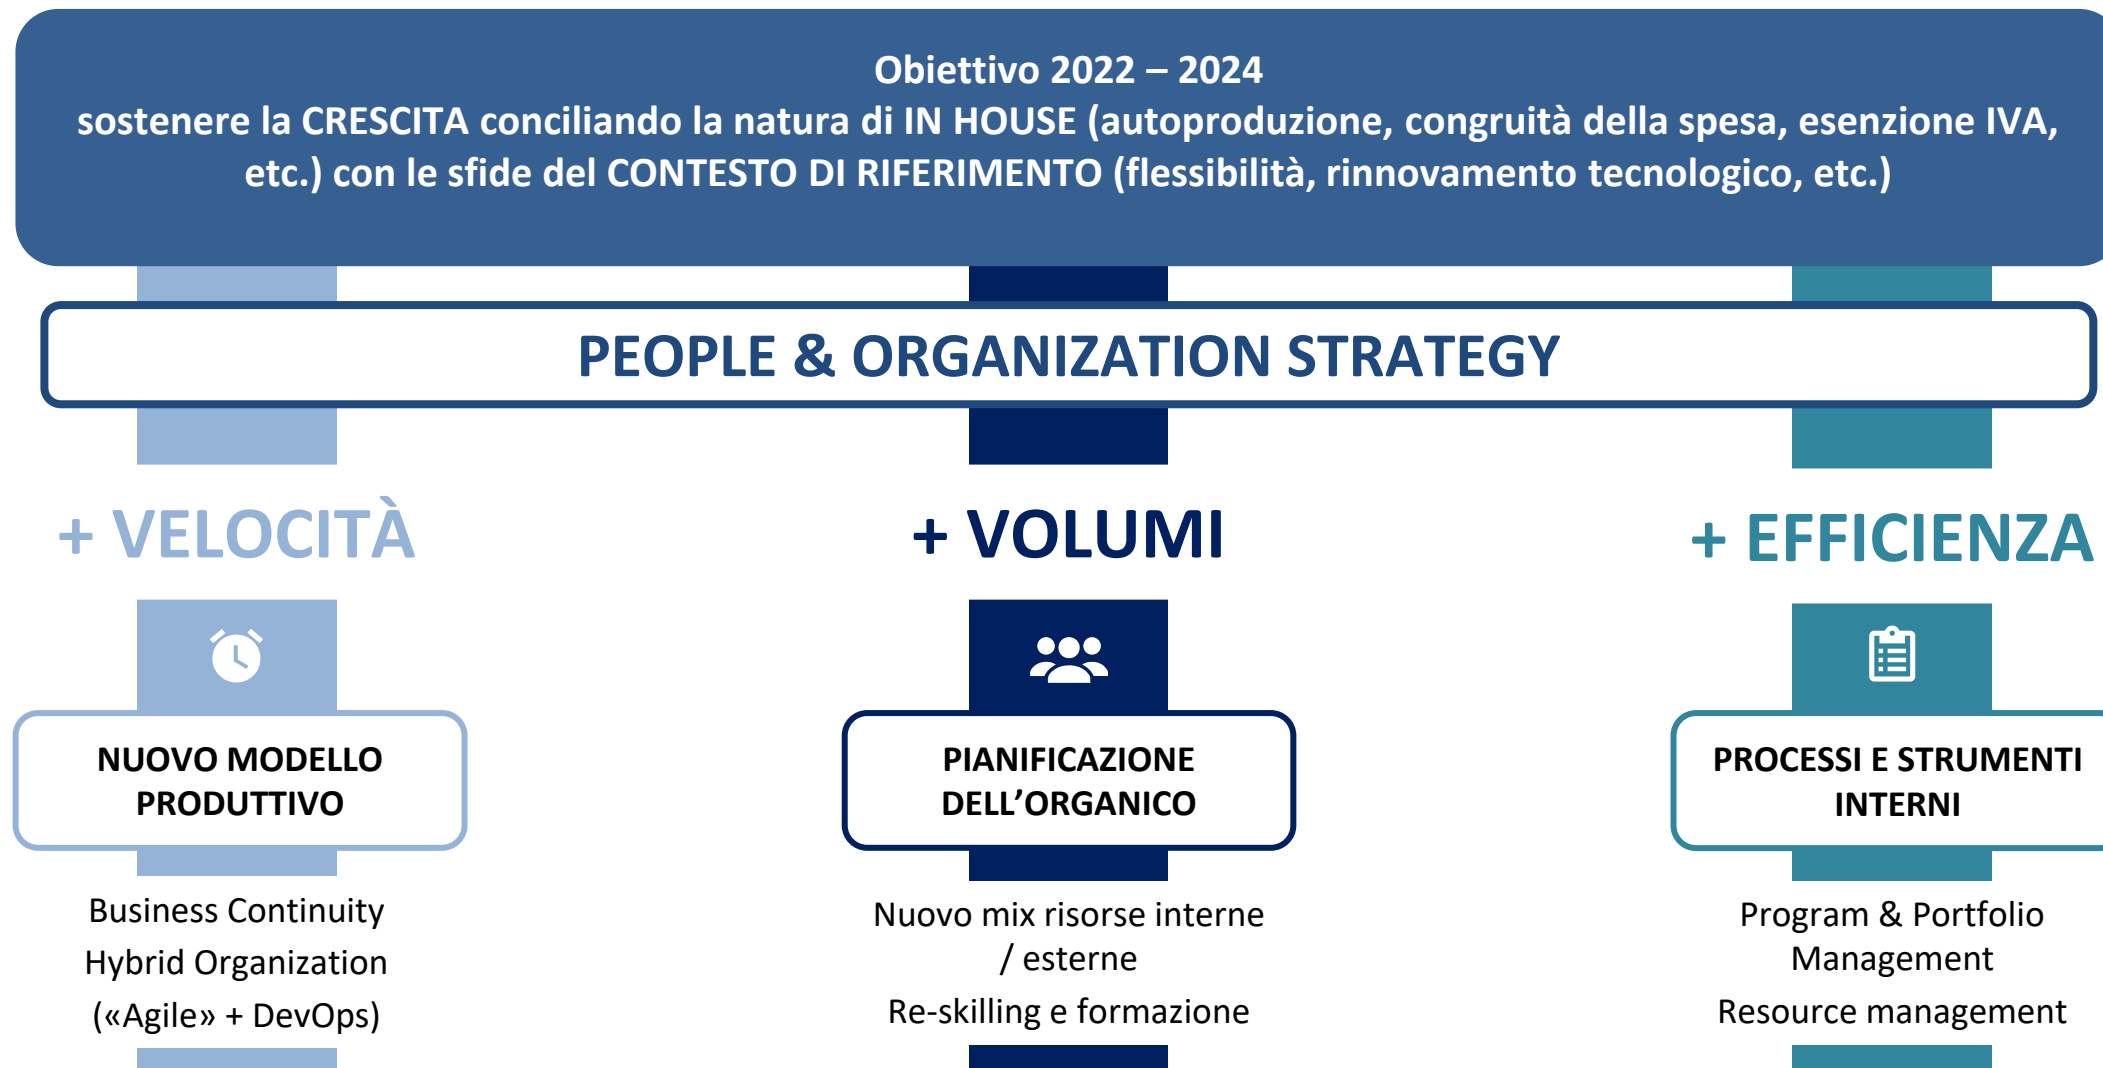 Obiettivo 2022 – 2024
sostenere la CRESCITA conciliando la natura di IN HOUSE (autoproduzione, congruità della spesa, esenzione IVA,
etc.) con le sfide del CONTESTO DI RIFERIMENTO (flessibilità, rinnovamento tecnologico, etc.)
PEOPLE & ORGANIZATION STRATEGY
+ VELOCITÀ
NUOVO MODELLO
PRODUTTIVO
Business Continuity
Hybrid Organization
(«Agile» + DevOps)
+ VOLUMI
PIANIFICAZIONE
DELL’ORGANICO
Nuovo mix risorse interne
/ esterne
Re-skilling e formazione
+ EFFICIENZA
PROCESSI E STRUMENTI
INTERNI
Program & Portfolio
Management
Resource management